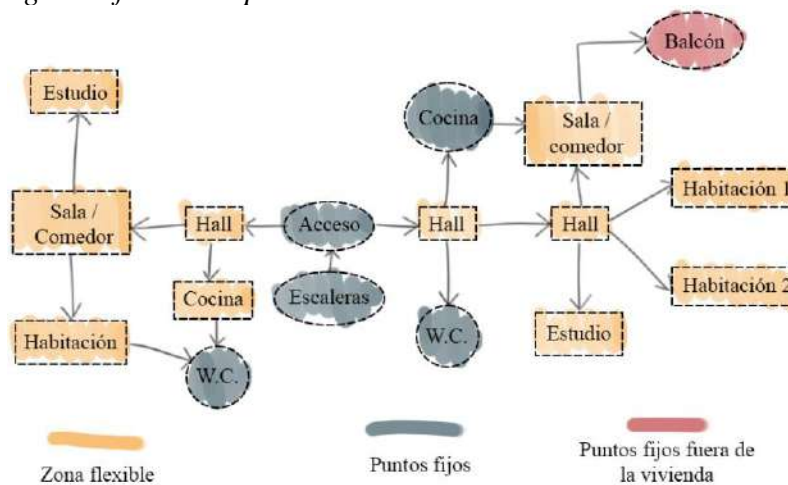 Balcón
Estudio
Cocina
Sala /
comedor
Habitación 1
Sala /
Comedor
Hall
Acceso
Hall
Hall
Cocina
Escaleras
Habitación 2
Habitación
W.C.
W.C.
Estudio
Zona flexible
Puntos fijos
Puntos fijos fuera de
la vivienda